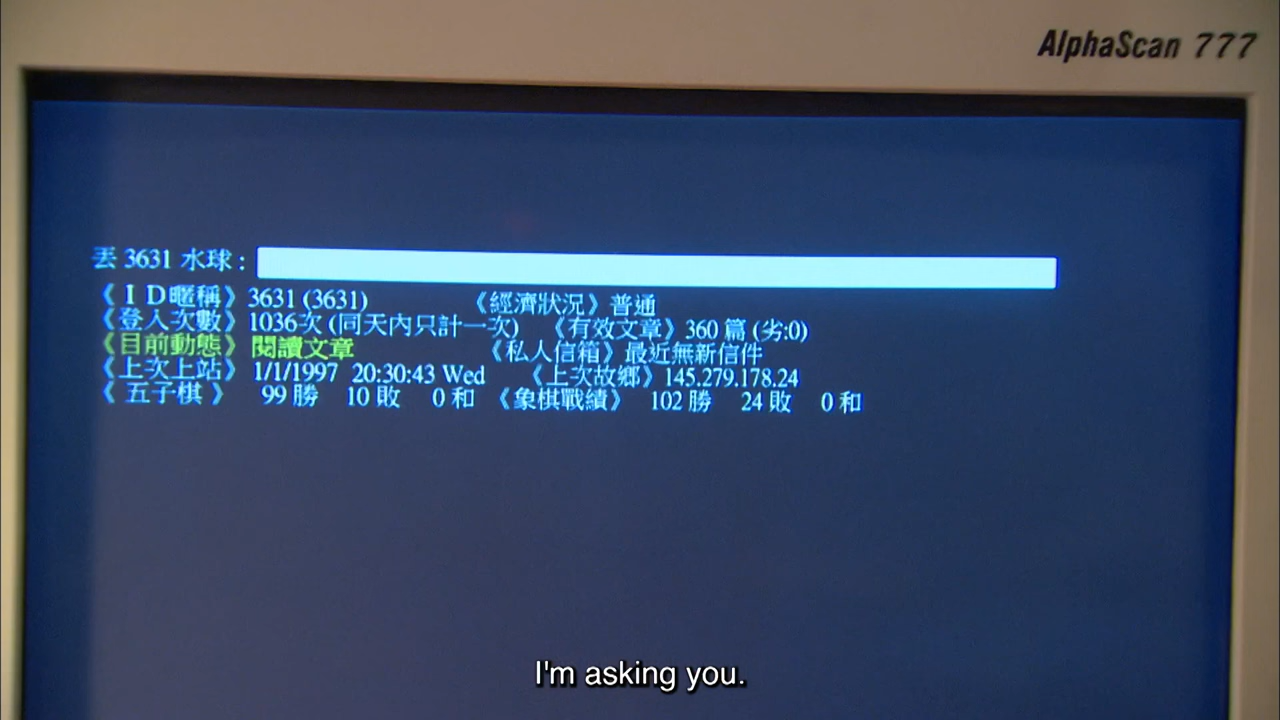 AlphaScan 777
丟 3631 水球 :
《ＩＤ暱稱》3631 (3631) 《經濟狀況》普通
《登入次數》1036次 (同天內只計一次) 《有效文章》360 篇 (劣:0)
《目前動態》閱讀文章 《私人信箱》最近無新信件
《上次上站》1/1/1997 20:30:43 Wed 《上次故鄉》145.279.178.24
《 五子棋 》 99 勝 10 敗 0 和 《象棋戰績》 102 勝 24 敗 0 和
I'm asking you.